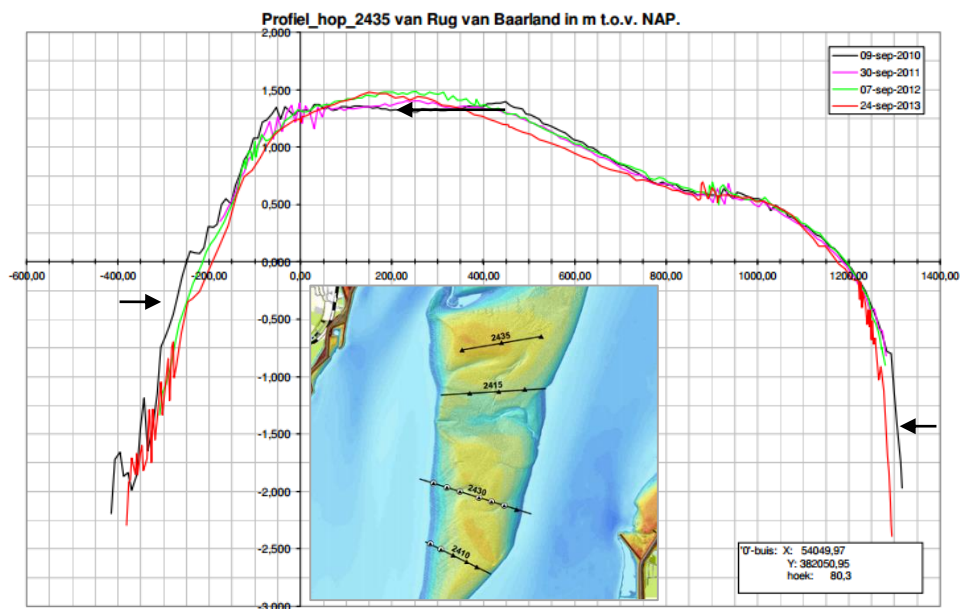 Profiel_hop_2435 van Rug van Baarland in m t.o.v. NAP.
2,000
09-sep-2010
30-sep-2011
07-sep-2012
24-sep-2013
1,500
1,000
0,500
0,000
-600,00 -400,00 -200,00 0,00 200,00 400,00 600,00 800,00 1000,00 1200,00 1400,00
-0,500
2435
-1,000
2415
-1,500
2430
-2,000
2410
-2,500
'0'-buis: X: 54049,97
Y: 382050,95
hoek: 80,3
-3,000